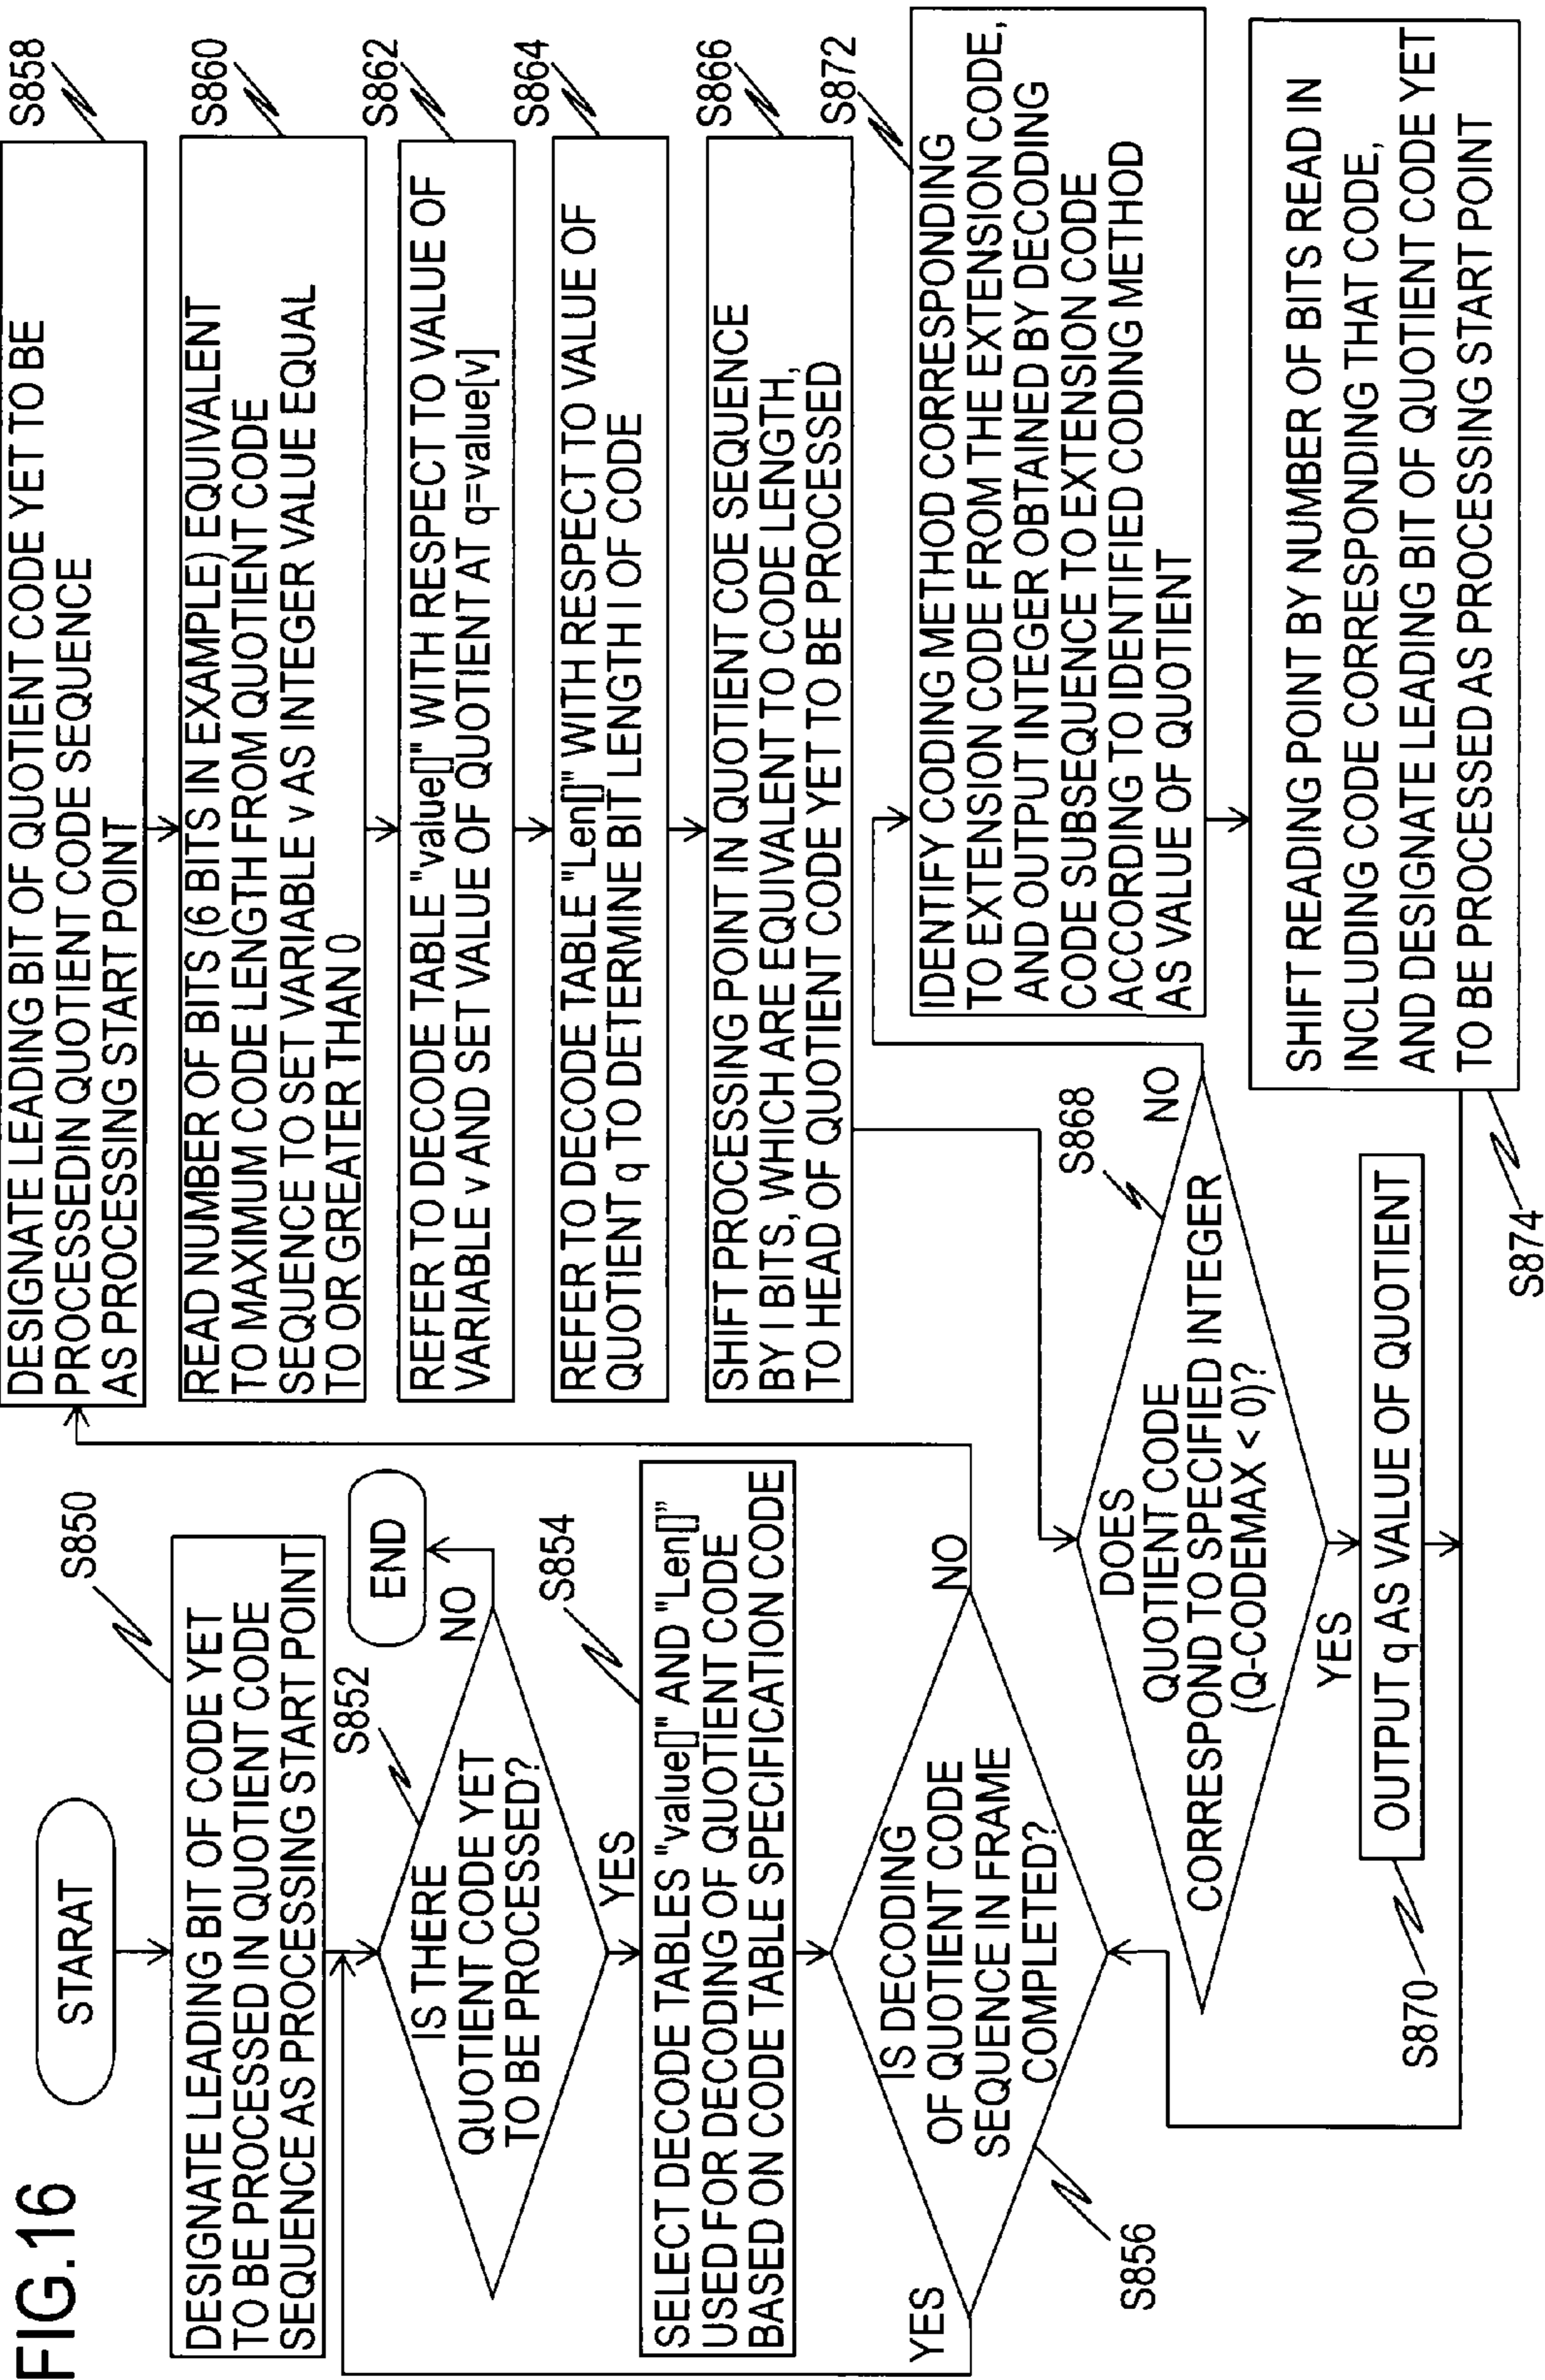 FIG.16
STARAT
S850
DESIGNATE LEADING BIT OF CODE YET
TO BE PROCESSED IN QUOTIENT CODE
SEQUENCE AS PROCESSING START POINT
S852
IS THERE
QUOTIENT CODE YET
TO BE PROCESSED?
NO
END
YES
S854
SELECT DECODE TABLES "value[]" AND "Len[]"
USED FOR DECODING OF QUOTIENT CODE
BASED ON CODE TABLE SPECIFICATION CODE
IS DECODING
OF QUOTIENT CODE
SEQUENCE IN FRAME
COMPLETED?
YES
NO
S856
S858
DESIGNATE LEADING BIT OF QUOTIENT CODE YET TO BE
PROCESSEDIN QUOTIENT CODE SEQUENCE
AS PROCESSING START POINT
S860
READ NUMBER OF BITS (6 BITS IN EXAMPLE) EQUIVALENT
TO MAXIMUM CODE LENGTH FROM QUOTIENT CODE
SEQUENCE TO SET VARIABLE v AS INTEGER VALUE EQUAL
TO OR GREATER THAN 0
S862
REFER TO DECODE TABLE "value[]" WITH RESPECT TO VALUE OF
VARIABLE v AND SET VALUE OF QUOTIENT AT q=value[v]
S864
REFER TO DECODE TABLE "Len[]" WITH RESPECT TO VALUE OF
QUOTIENT q TO DETERMINE BIT LENGTH l OF CODE
S866
SHIFT PROCESSING POINT IN QUOTIENT CODE SEQUENCE
BY l BITS, WHICH ARE EQUIVALENT TO CODE LENGTH,
TO HEAD OF QUOTIENT CODE YET TO BE PROCESSED
S868
DOES
QUOTIENT CODE
CORRESPOND TO SPECIFIED INTEGER
(Q-CODEMAX < 0)?
YES
NO
OUTPUT q AS VALUE OF QUOTIENT
S870
S872
IDENTIFY CODING METHOD CORRESPONDING
TO EXTENSION CODE FROM THE EXTENSION CODE,
AND OUTPUT INTEGER OBTAINED BY DECODING
CODE SUBSEQUENCE TO EXTENSION CODE
ACCORDING TO IDENTIFIED CODING METHOD
AS VALUE OF QUOTIENT
SHIFT READING POINT BY NUMBER OF BITS READ IN
INCLUDING CODE CORRESPONDING THAT CODE,
AND DESIGNATE LEADING BIT OF QUOTIENT CODE YET
TO BE PROCESSED AS PROCESSING START POINT
S874